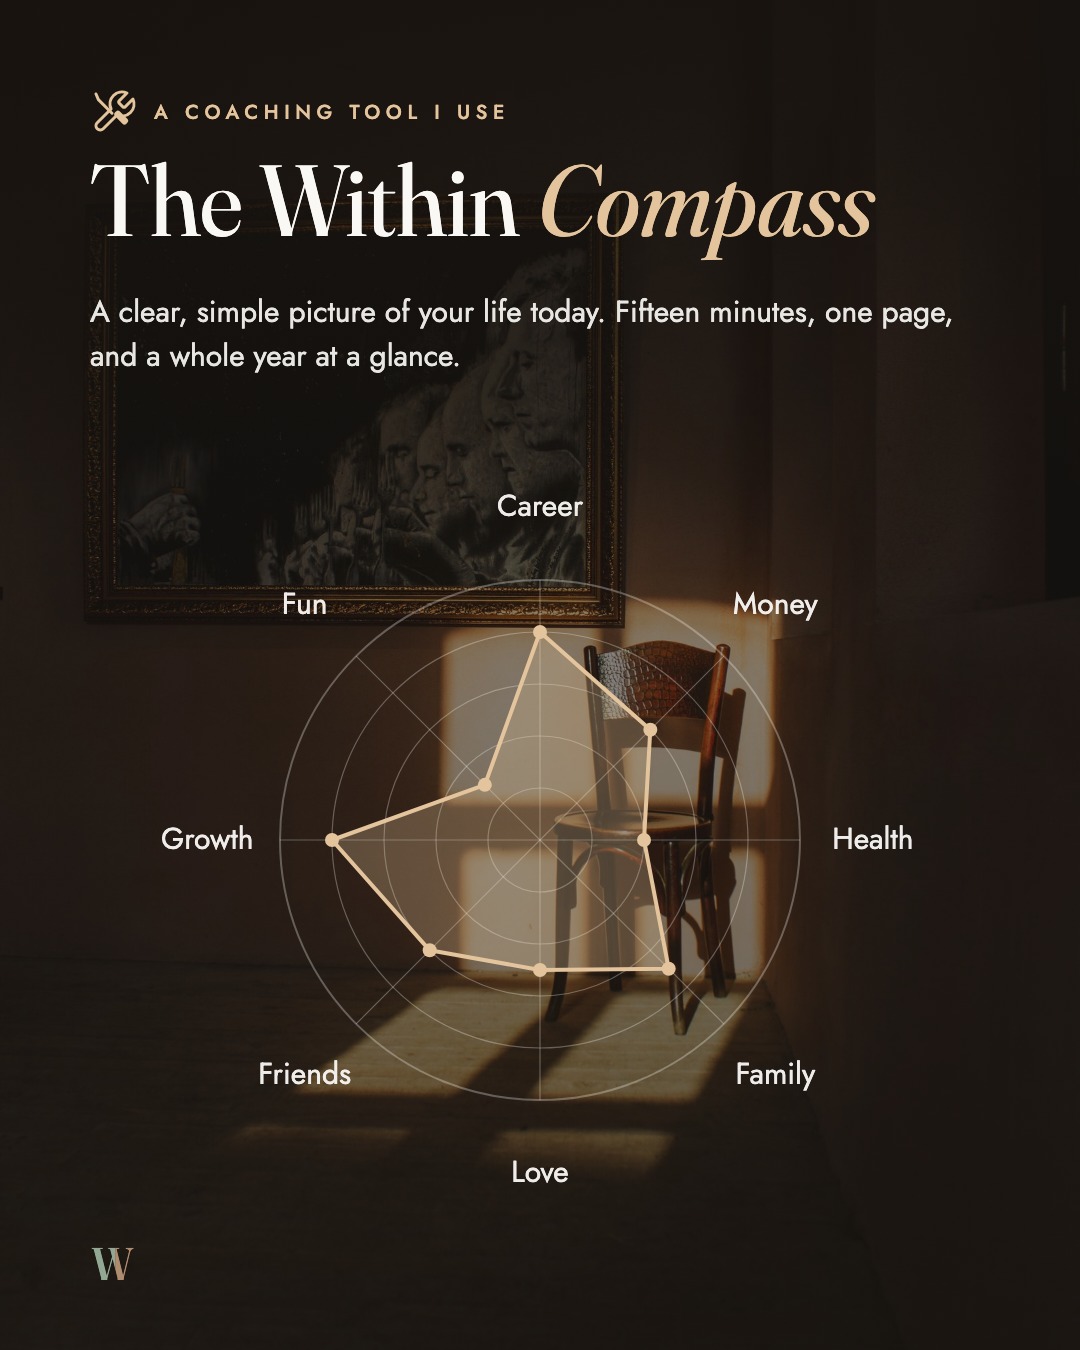 A COACHING TOOL I USE
The Within Compass
A clear, simple picture of your life today. Fifteen minutes, one page,
and a whole year at a glance.
Career
Fun
Money
Growth
Health
Friends
Family
Love
W